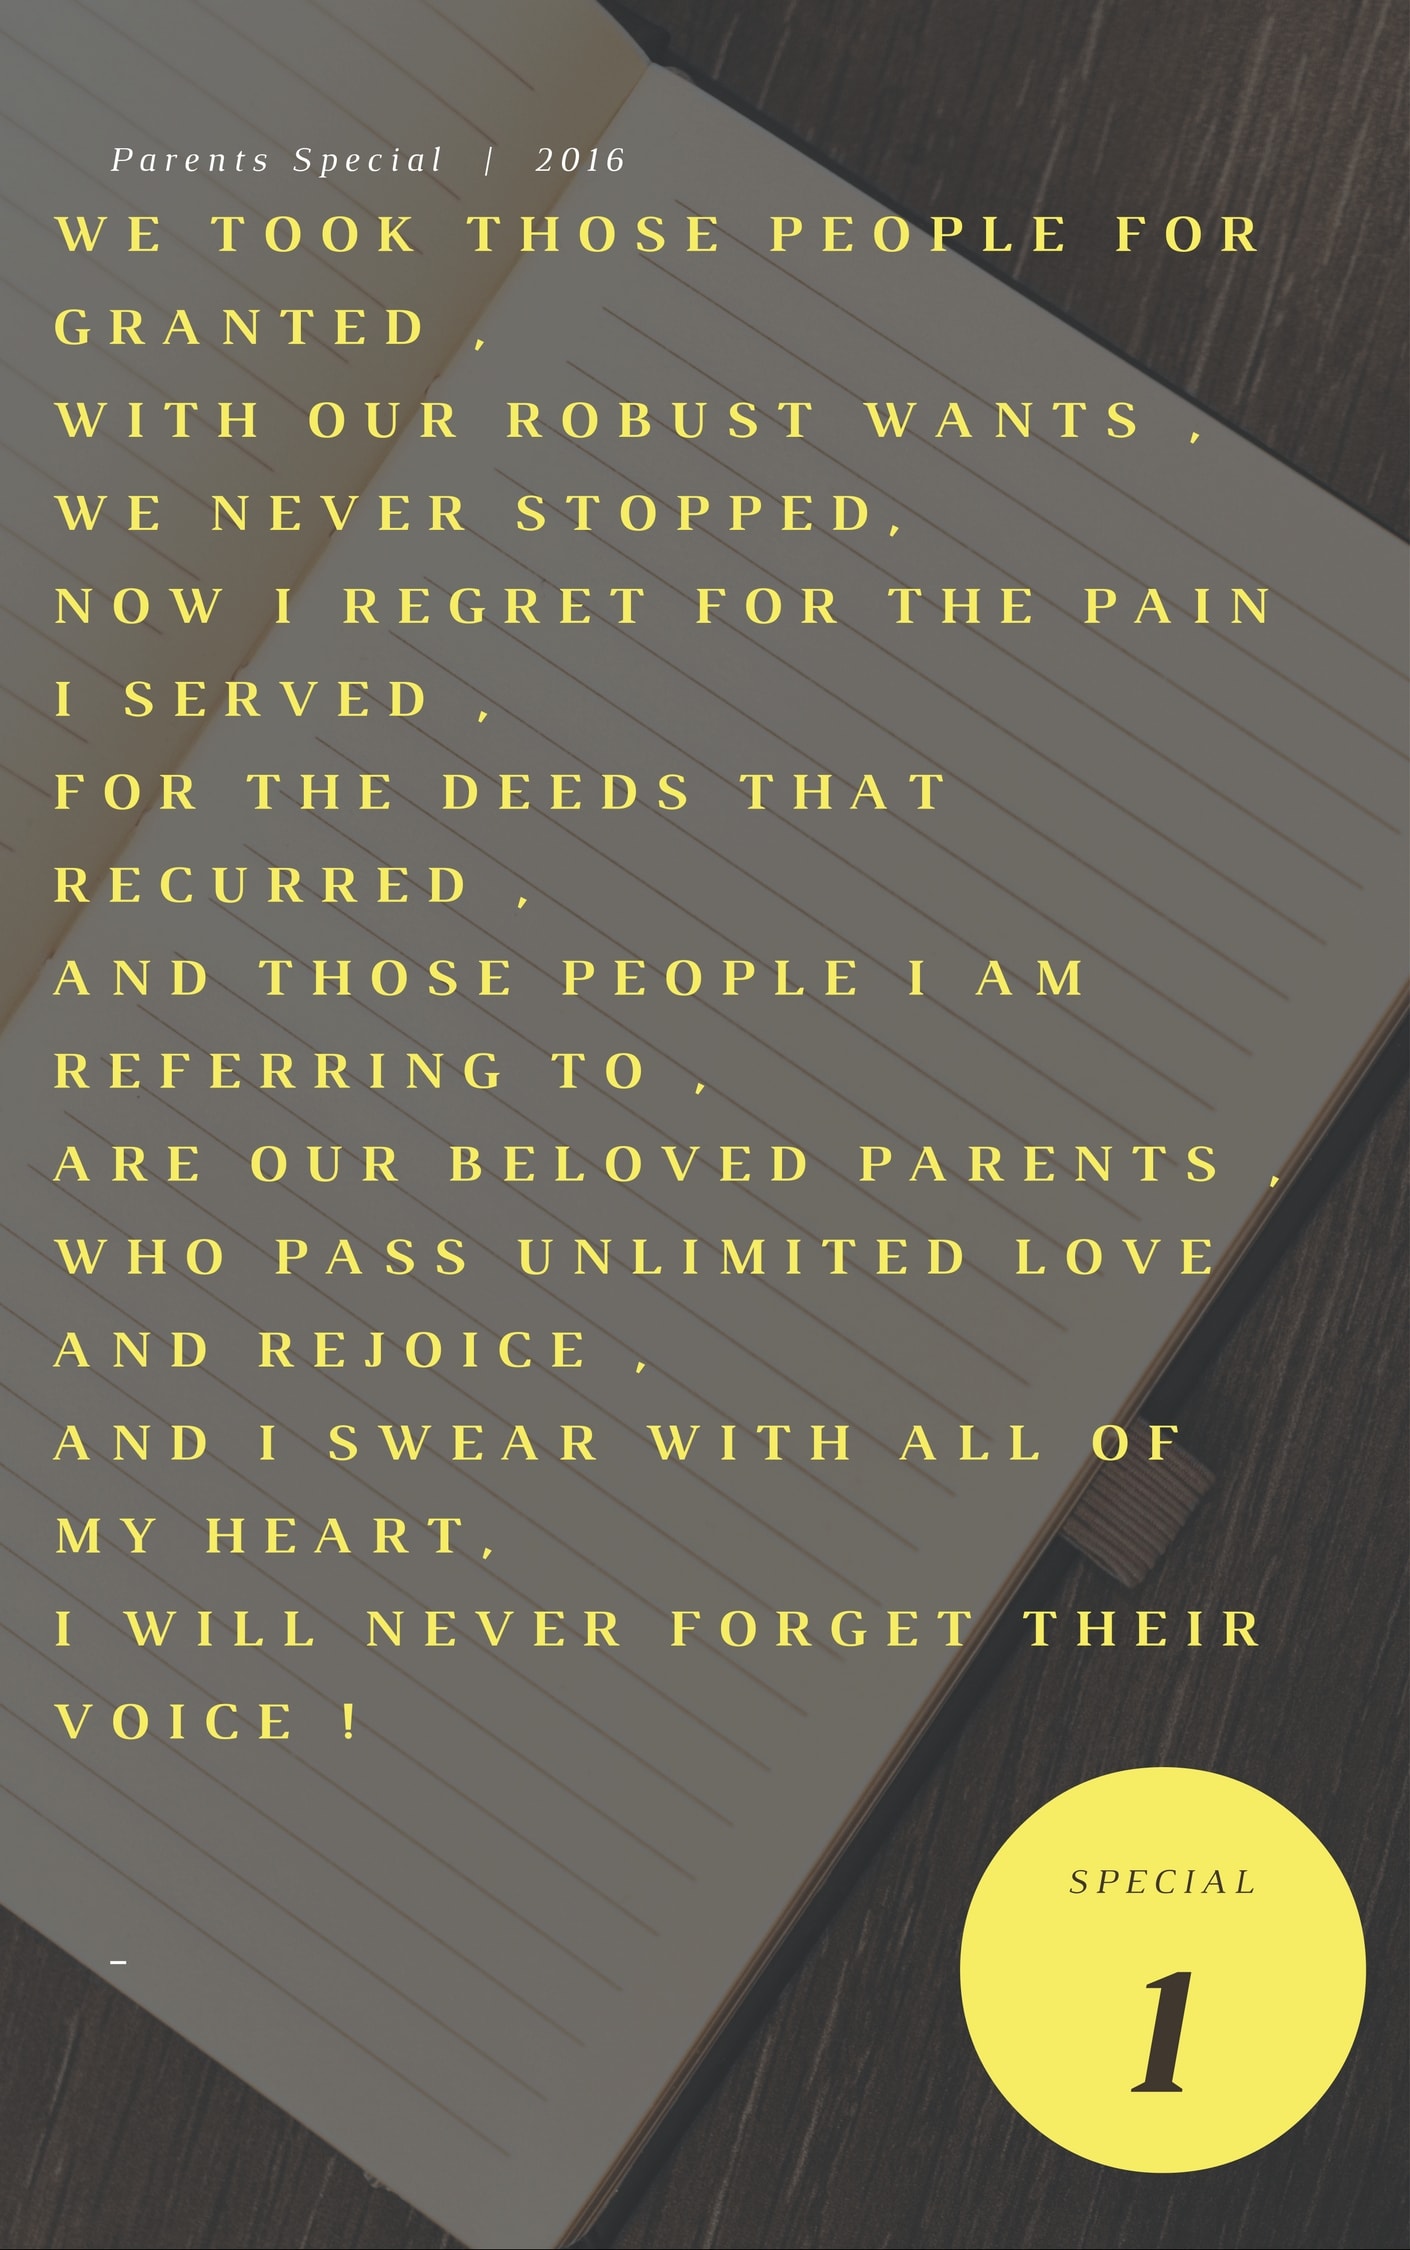 Parents Special | 2016
WE TOOK THOSE PEOPLE FOR
GRANTED ,
WITH OUR ROBUST WANTS ,
WE NEVER STOPPED,
NOW I REGRET FOR THE PAIN
I SERVED ,
FOR THE DEEDS THAT
RECURRED ,
AND THOSE PEOPLE I AM
REFERRING TO ,
ARE OUR BELOVED PARENTS ,
WHO PASS UNLIMITED LOVE
AND REJOICE ,
AND I SWEAR WITH ALL OF
MY HEART,
I WILL NEVER FORGET THEIR
VOICE !
SPECIAL
–
1